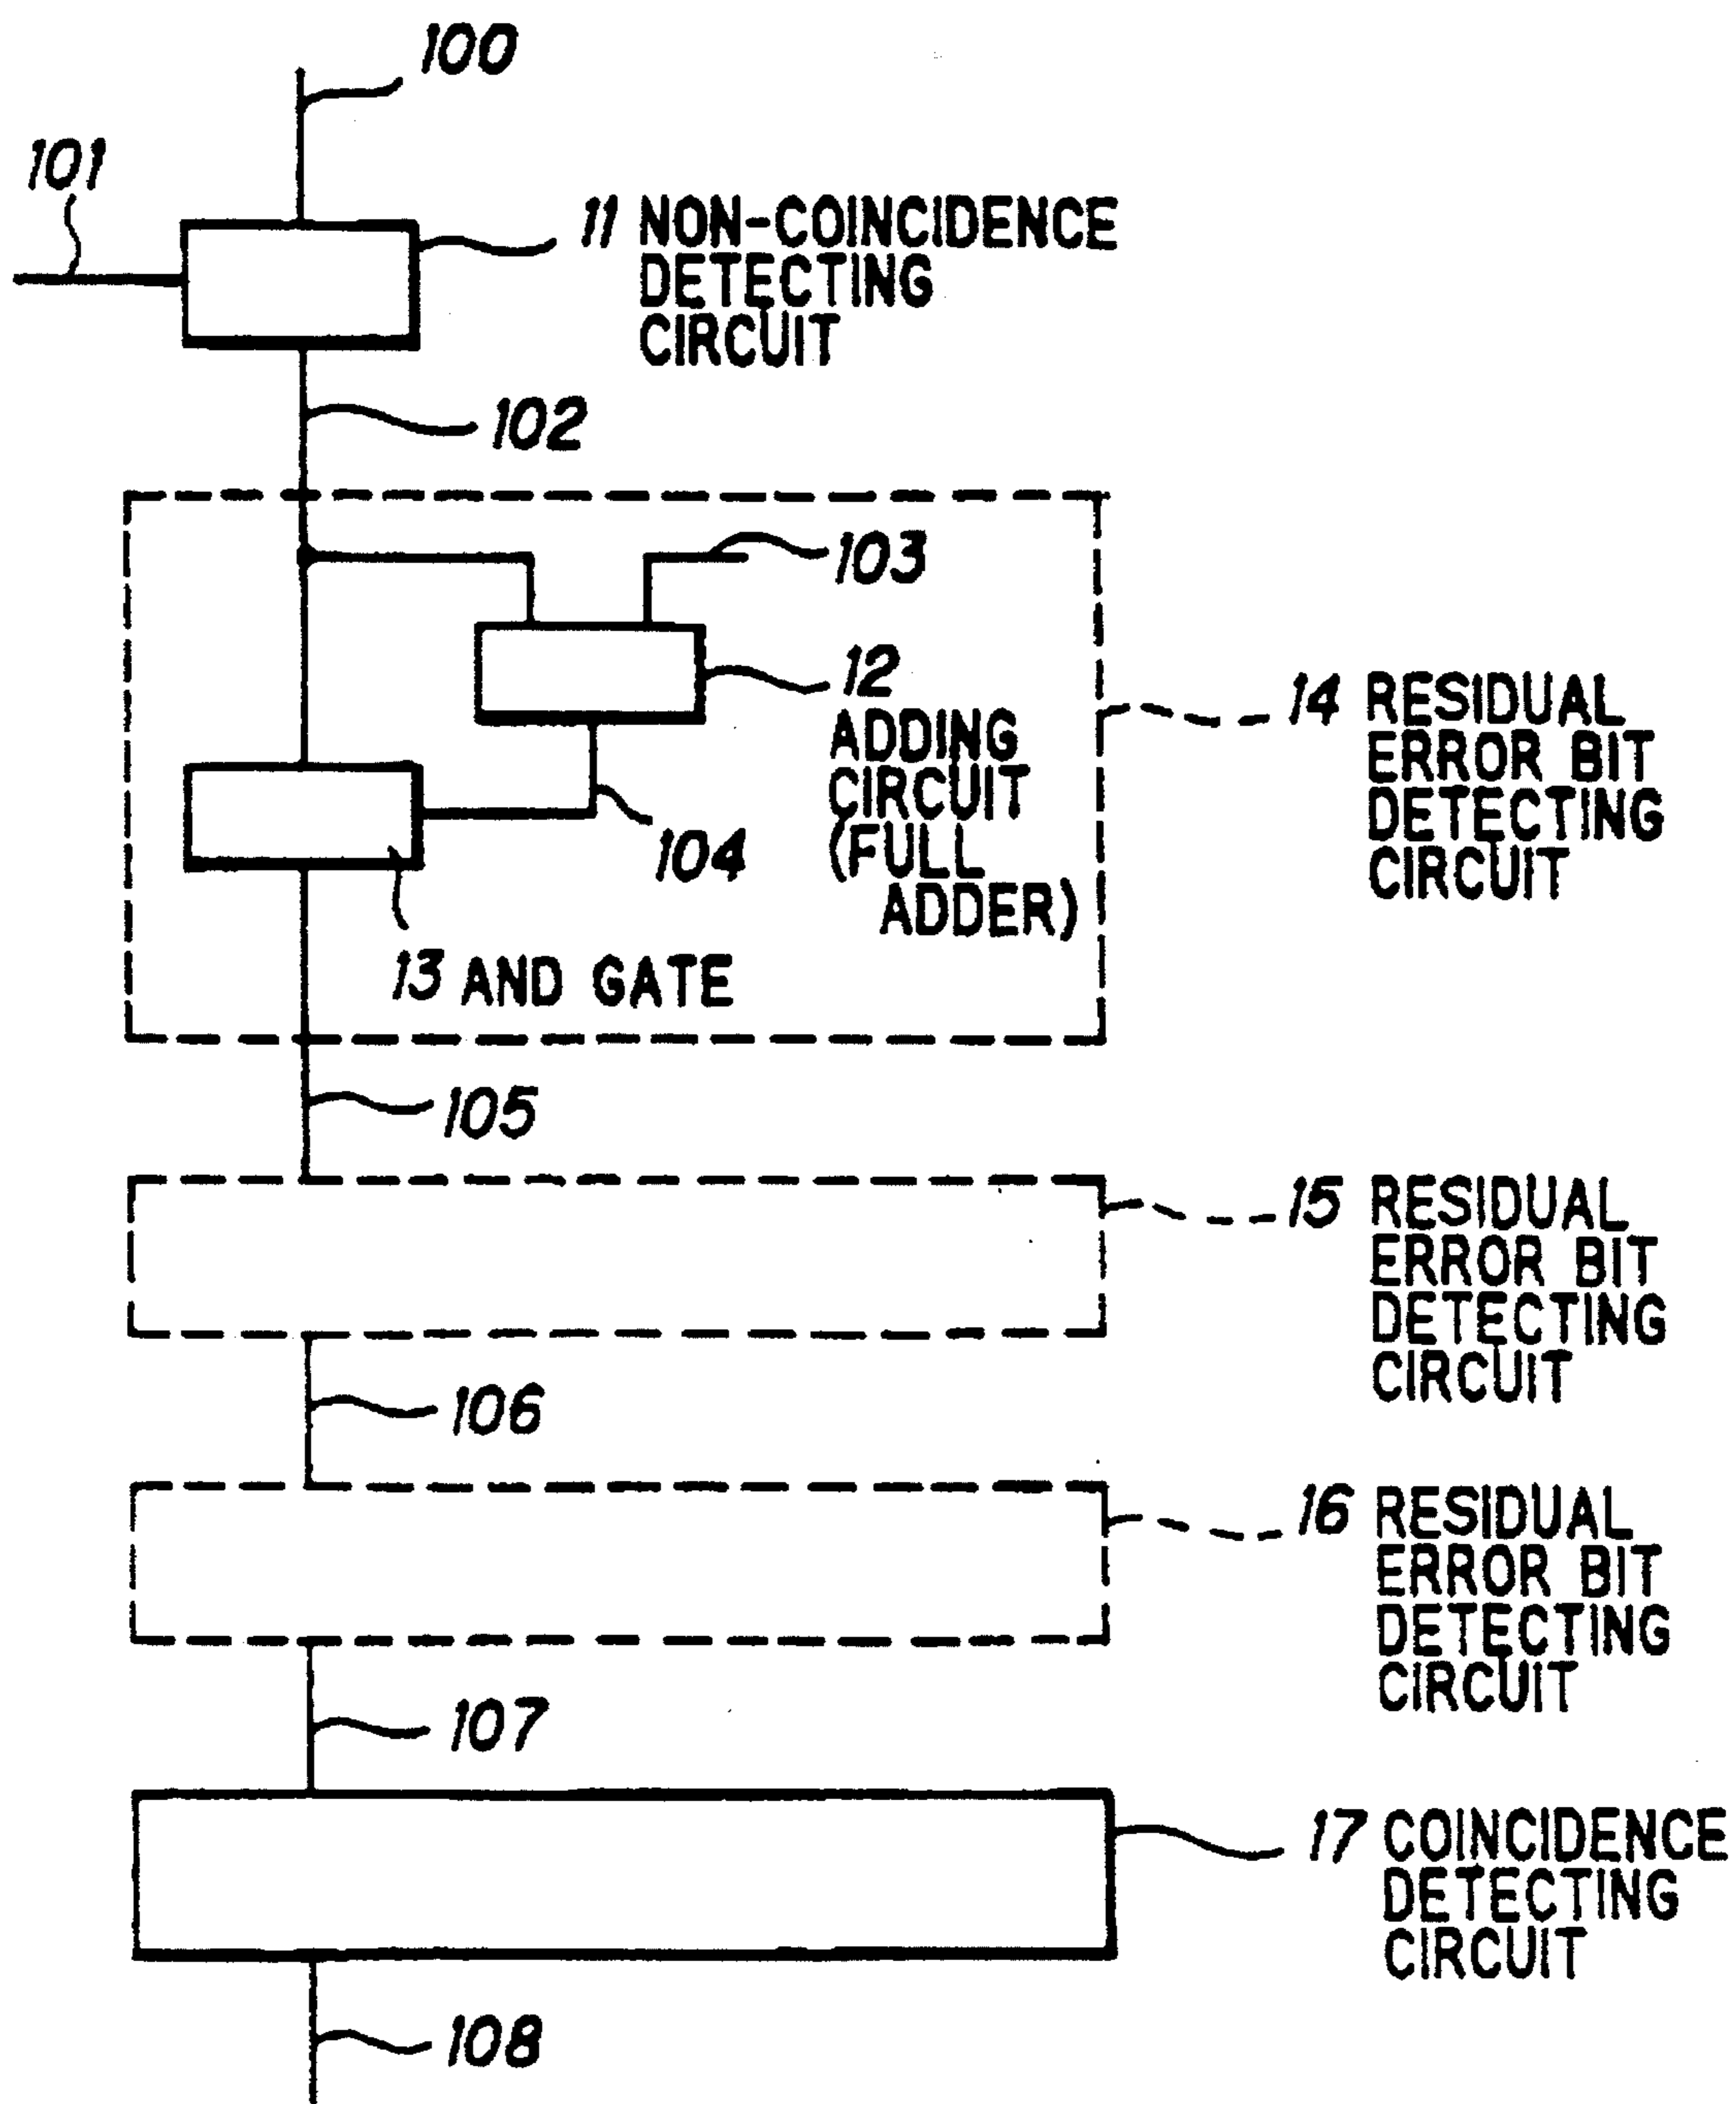 100
101
11 NON-COINCIDENCE
DETECTING
CIRCUIT
102
103
12
ADDING
CIRCUIT
(FULL
ADDER)
104
13 AND GATE
14 RESIDUAL
ERROR BIT
DETECTING
CIRCUIT
105
15 RESIDUAL
ERROR BIT
DETECTING
CIRCUIT
106
16 RESIDUAL
ERROR BIT
DETECTING
CIRCUIT
107
17 COINCIDENCE
DETECTING
CIRCUIT
108